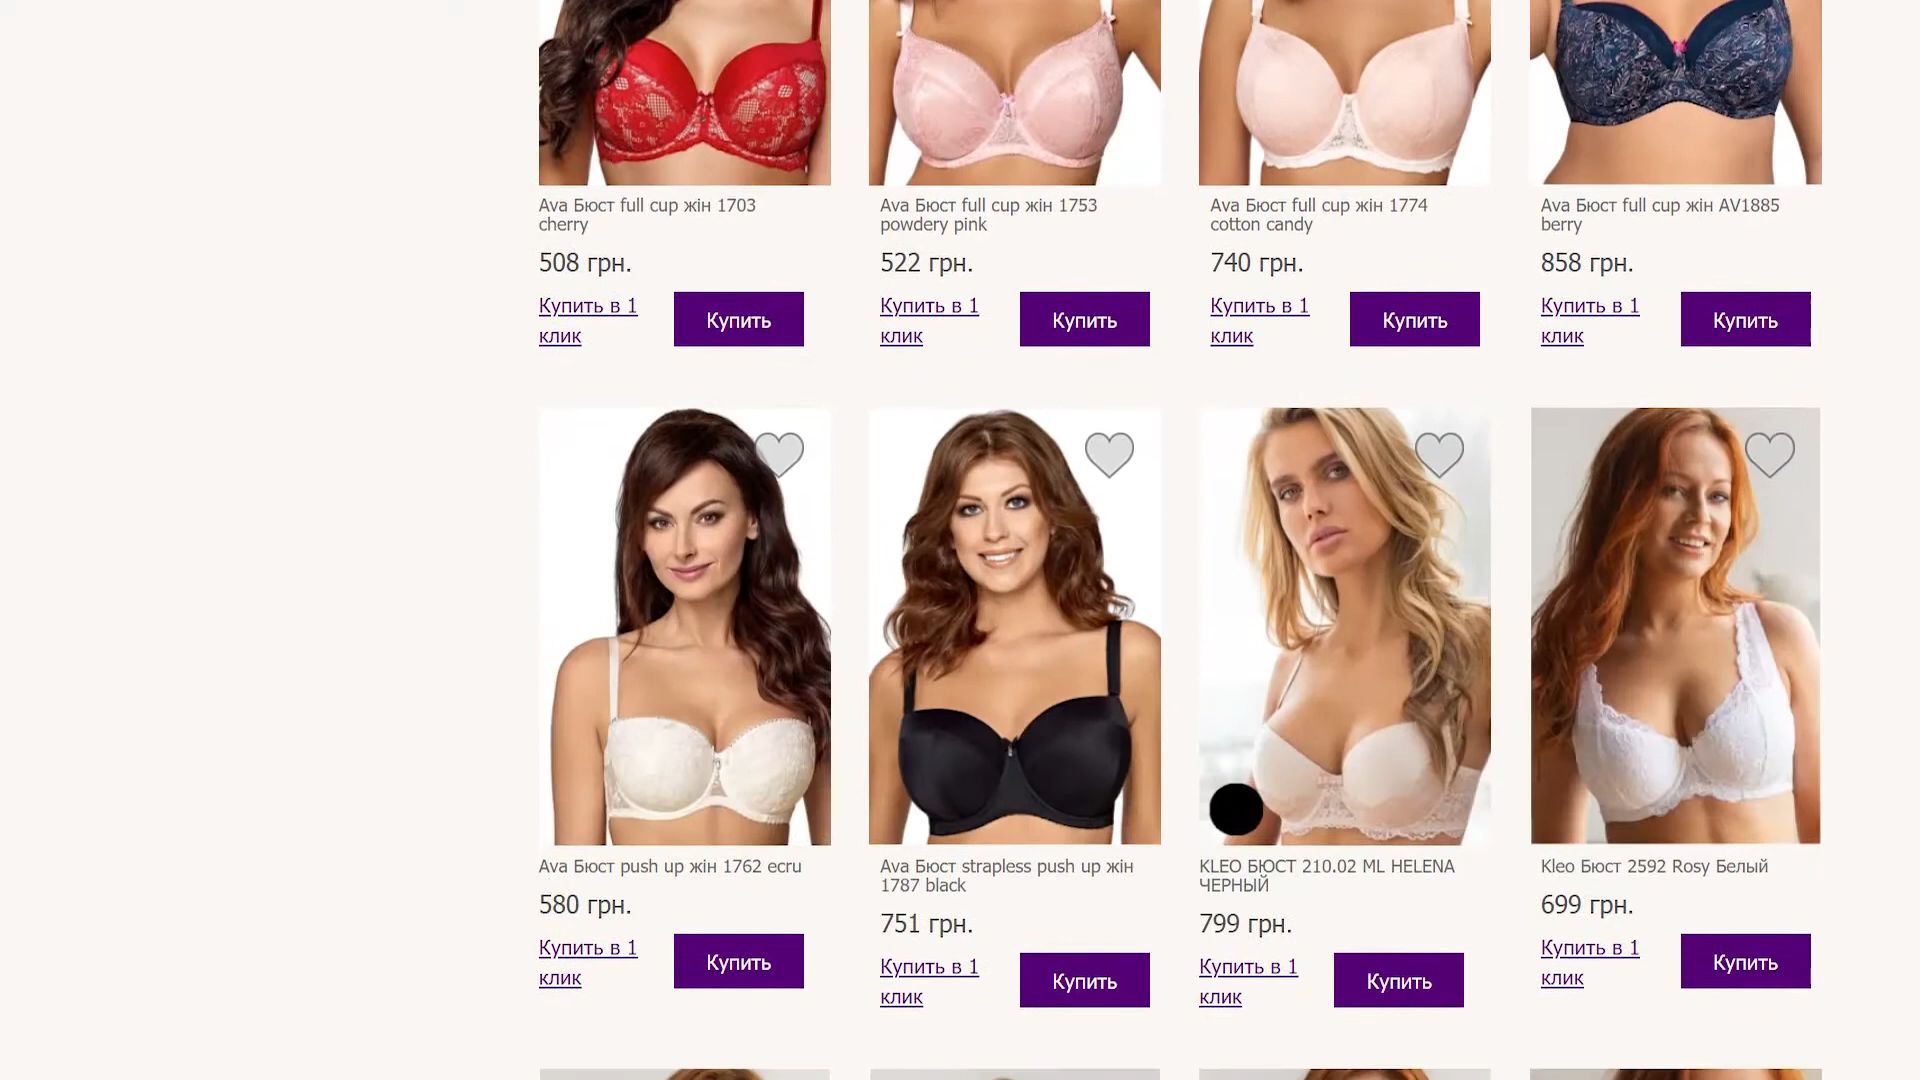 Ava Бюст full cup жін 1703
cherry
508 грн.
Купить в 1
клик
Купить
Ava Бюст full cup жін 1753
powdery pink
522 грн.
Купить в 1
клик
Купить
Ava Бюст full cup жін 1774
cotton candy
740 грн.
Купить в 1
клик
Купить
Ava Бюст full cup жін AV1885
berry
858 грн.
Купить в 1
клик
Купить
Ava Бюст push up жін 1762 ecru
580 грн.
Купить в 1
клик
Купить
Ava Бюст strapless push up жін
1787 black
751 грн.
Купить в 1
клик
Купить
KLEO БЮСТ 210.02 ML HELENA
ЧЕРНЫЙ
799 грн.
Купить в 1
клик
Купить
Kleo Бюст 2592 Rosy Белый
699 грн.
Купить в 1
клик
Купить